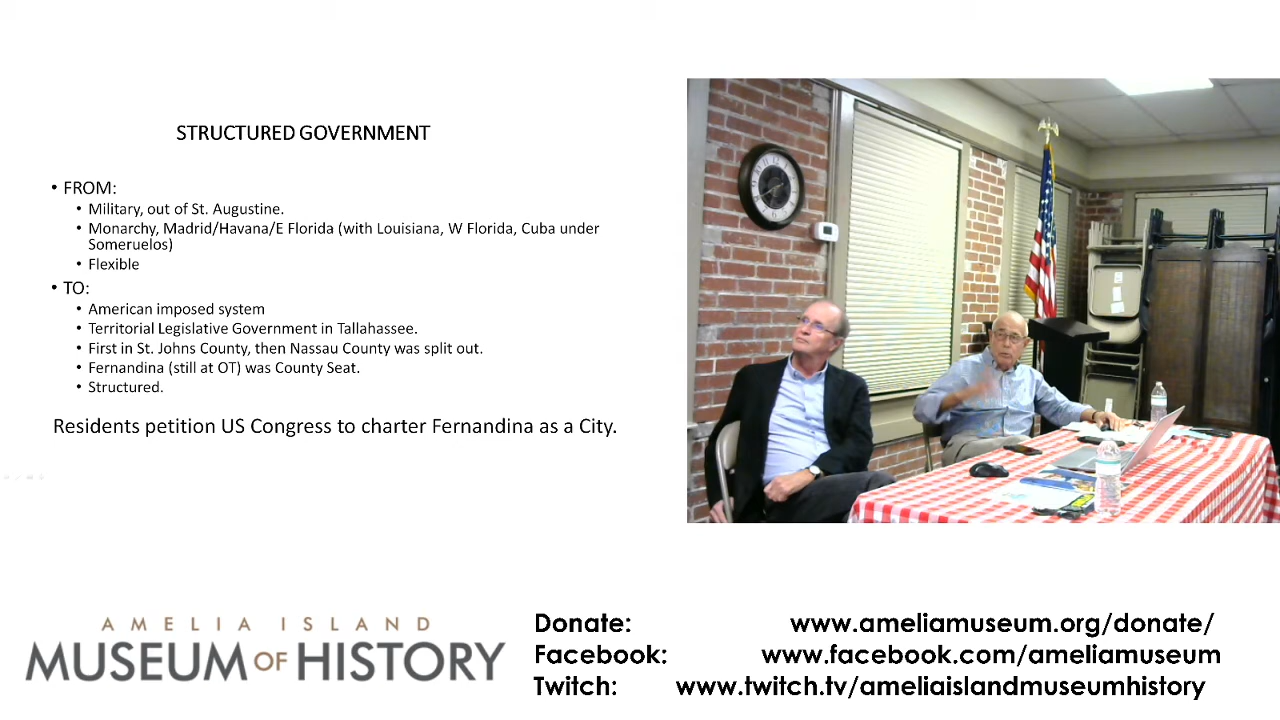 STRUCTURED GOVERNMENT
• FROM:
• Military, out of St. Augustine.
• Monarchy, Madrid/Havana/E Florida (with Louisiana, W Florida, Cuba under
Someruelos)
• Flexible
• TO:
• American imposed system
• Territorial Legislative Government in Tallahassee.
• First in St. Johns County, then Nassau County was split out.
• Fernandina (still at OT) was County Seat.
• Structured.
Residents petition US Congress to charter Fernandina as a City.
AMELIA ISLAND
MUSEUM OF HISTORY
Donate: www.ameliamuseum.org/donate/
Facebook: www.facebook.com/ameliamuseum
Twitch: www.twitch.tv/ameliaislandmuseumhistory